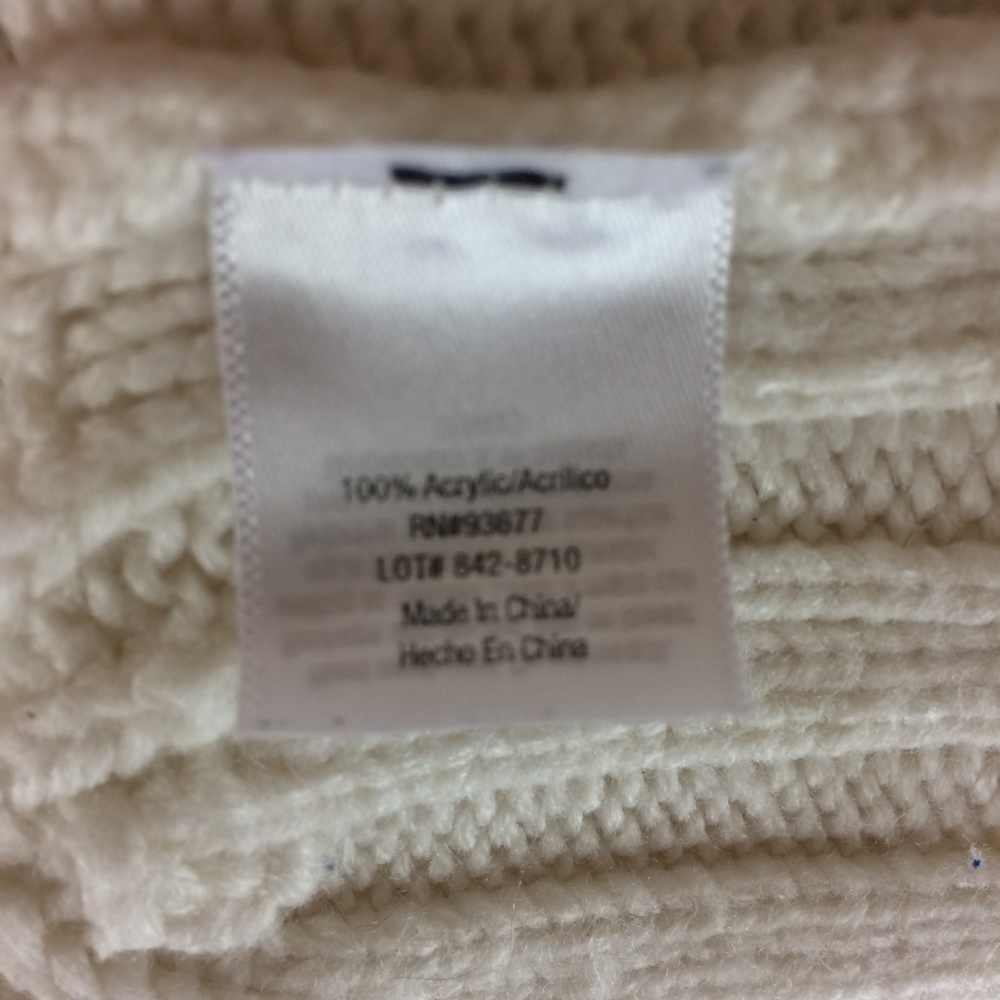 100% Acrylic/Acrilico
RN#93677
LOT# 842-8710
Made In China/
Hecho En China